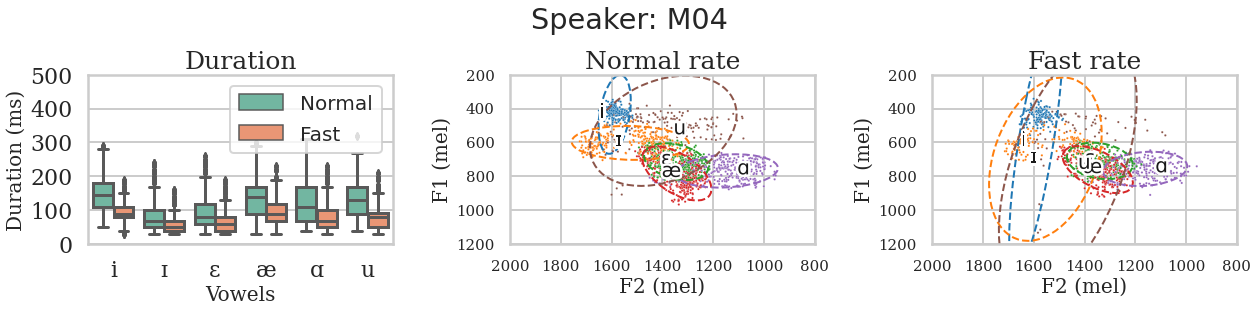 Speaker: M04
Duration
Duration (ms)
500
400
300
200
100
0
Normal
Fast
i ɪ ɛ æ ɑ u
Vowels
Normal rate
F1 (mel)
200
400
600
800
1000
1200
i
u
ɪ
ɛ
æ
ɑ
2000 1800 1600 1400 1200 1000 800
F2 (mel)
Fast rate
F1 (mel)
200
400
600
800
1000
1200
i
ɪ
u
æ
ɑ
2000 1800 1600 1400 1200 1000 800
F2 (mel)